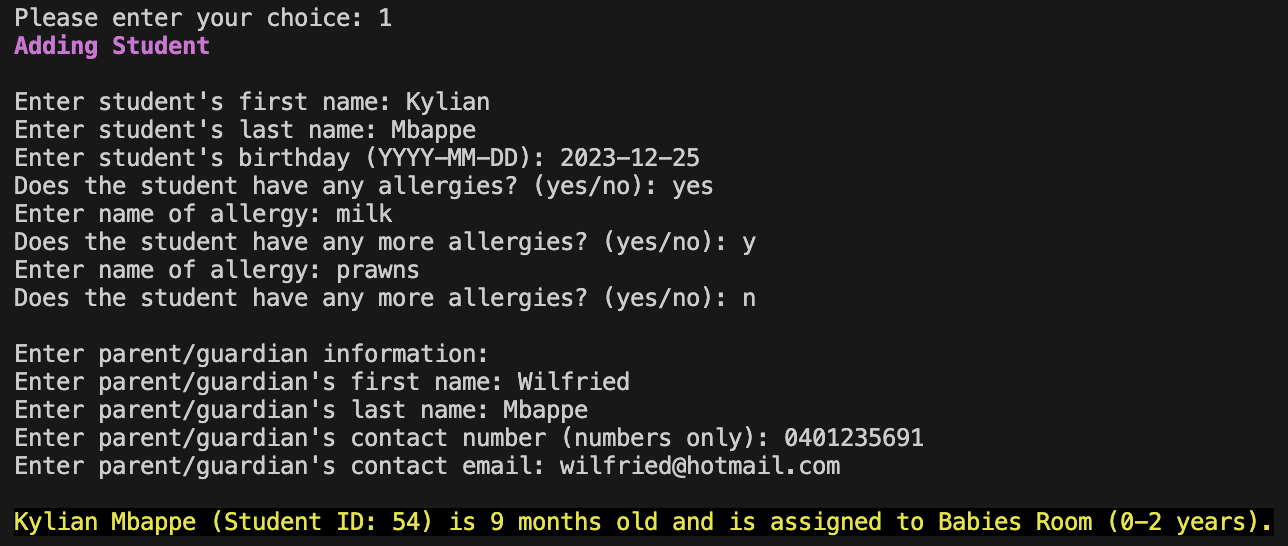 Please enter your choice: 1
Adding Student
Enter student's first name: Kylian
Enter student's last name: Mbappe
Enter student's birthday (YYYY-MM-DD): 2023-12-25
Does the student have any allergies? (yes/no): yes
Enter name of allergy: milk
Does the student have any more allergies? (yes/no): y
Enter name of allergy: prawns
Does the student have any more allergies? (yes/no): n
Enter parent/guardian information:
Enter parent/guardian's first name: Wilfried
Enter parent/guardian's last name: Mbappe
Enter parent/guardian's contact number (numbers only): 0401235691
Enter parent/guardian's contact email: wilfried@hotmail.com
Kylian Mbappe (Student ID: 54) is 9 months old and is assigned to Babies Room (0-2 years).